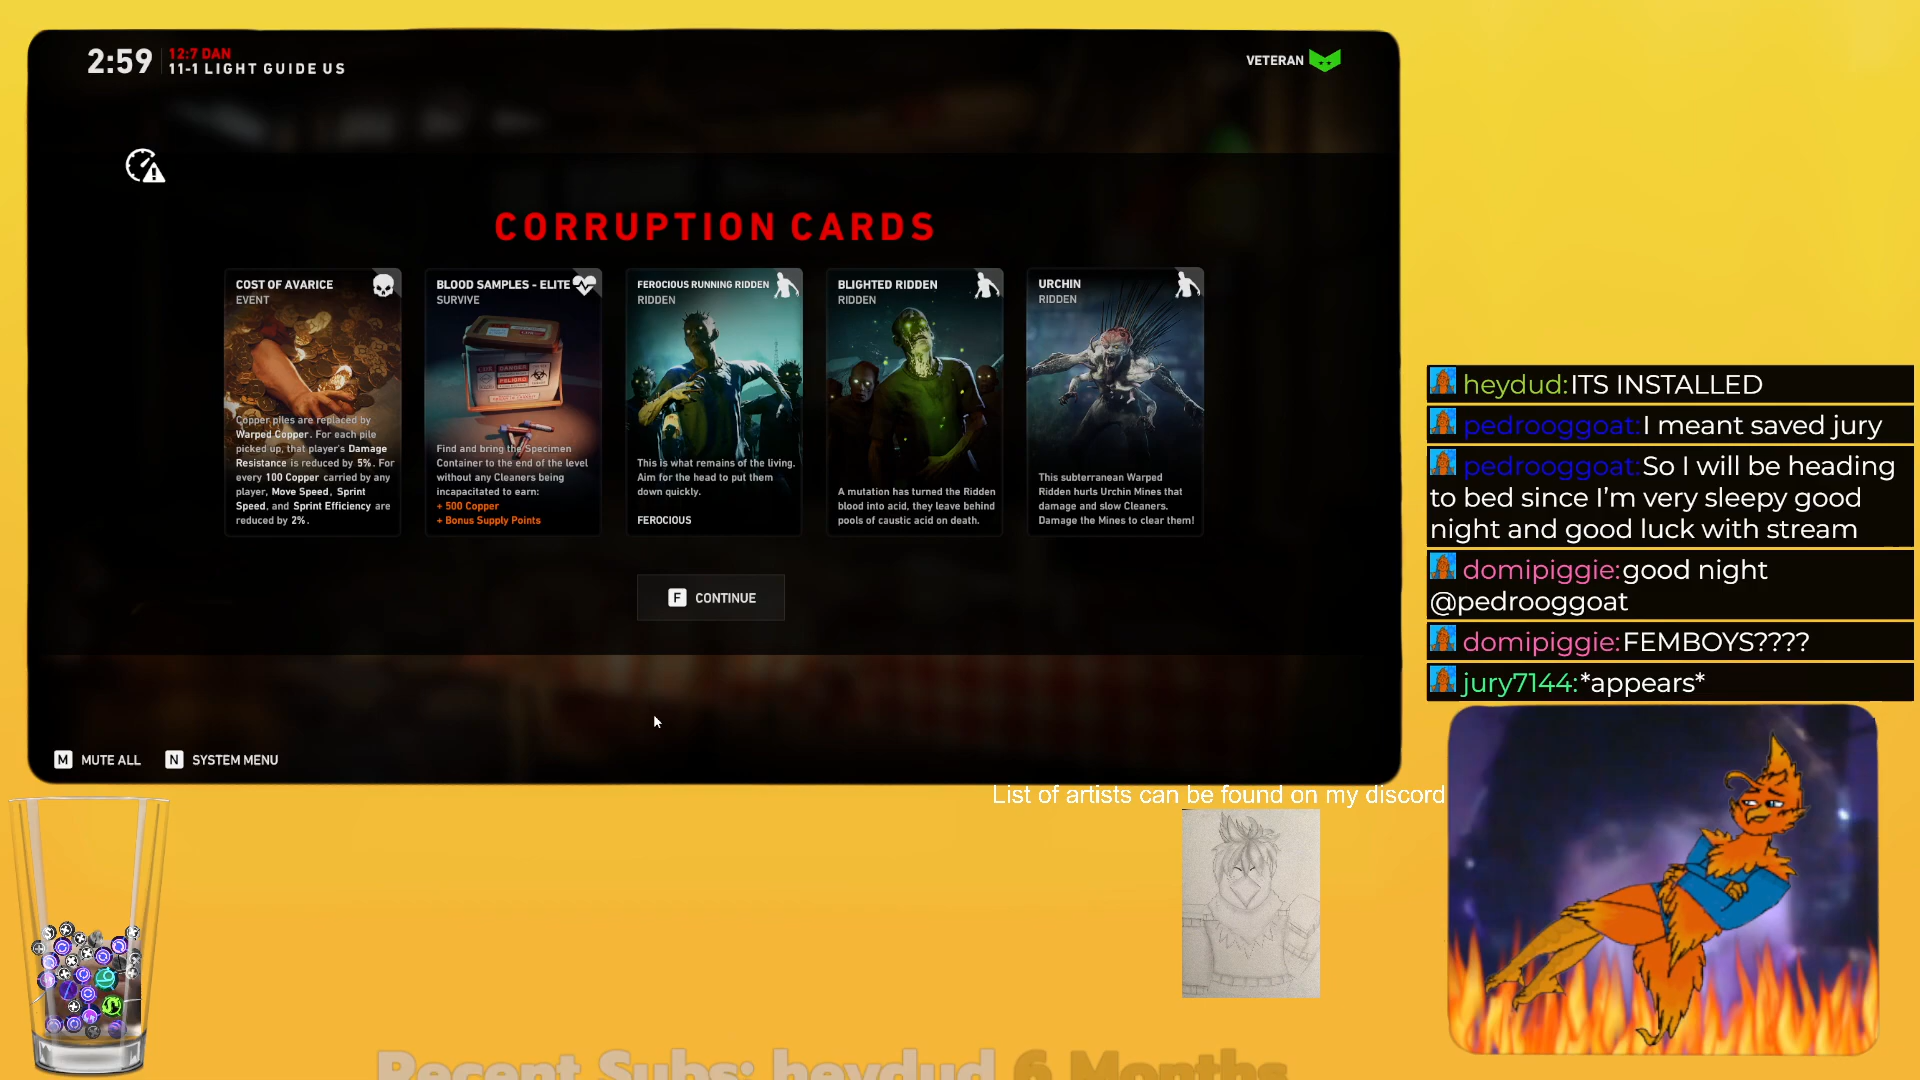 2:59
12:7 DAN
11-1 LIGHT GUIDE US
VETERAN
CORRUPTION CARDS
COST OF AVARICE
EVENT
Copper piles are replaced by
Warped Copper. For each pile
picked up, that player's Damage
Resistance is reduced by 5%. For
every 100 Copper carried by any
player, Move Speed, Sprint
Speed, and Sprint Efficiency are
reduced by 2%.
BLOOD SAMPLES - ELITE
SURVIVE
Find and bring the Specimen
Container to the end of the level
without any Cleaners being
incapacitated to earn:
+ 500 Copper
+ Bonus Supply Points
FEROCIOUS RUNNING RIDDEN
RIDDEN
This is what remains of the living.
Aim for the head to put them
down quickly.
FEROCIOUS
BLIGHTED RIDDEN
RIDDEN
A mutation has turned the Ridden
blood into acid, they leave behind
pools of caustic acid on death.
URCHIN
RIDDEN
This subterranean Warped
Ridden hurls Urchin Mines that
damage and slow Cleaners.
Damage the Mines to clear them!
F CONTINUE
M MUTE ALL N SYSTEM MENU
heydud:ITS INSTALLED
pedrooggoat:I meant saved jury
pedrooggoat:So I will be heading
to bed since I'm very sleepy good
night and good luck with stream
domipiggie:good night
@pedrooggoat
domipiggie:FEMBOYS????
jury7144:*appears*
List of artists can be found on my discord
Recent Subs: heydud 6 Months